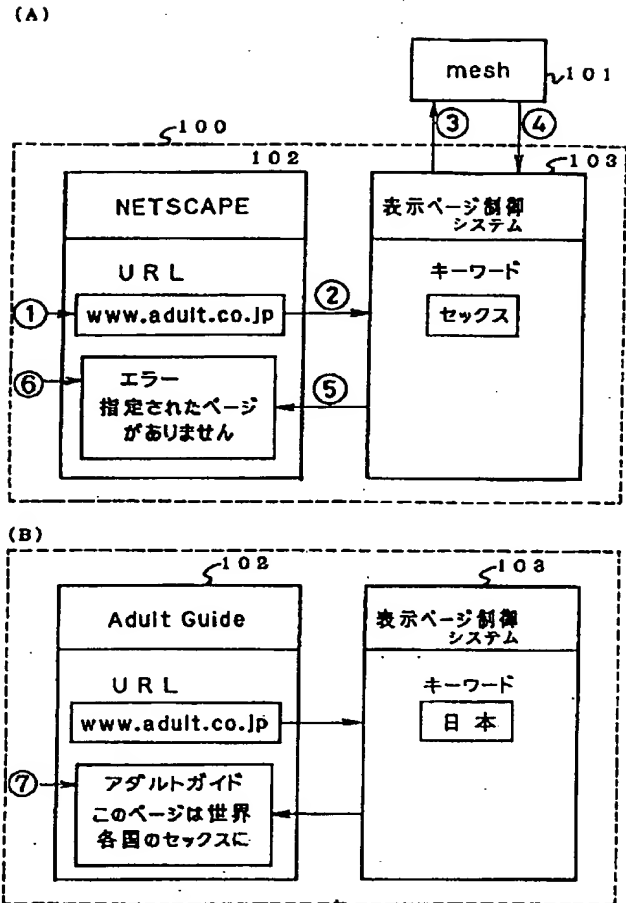 (A)
mesh
101
③
④
100
102
103
NETSCAPE
表示ページ制御
システム
URL
キーワード
①
www.adult.co.jp
②
セックス
⑥
エラー
指定されたページ
がありません
⑤
(B)
102
103
Adult Guide
表示ページ制御
システム
URL
キーワード
www.adult.co.jp
日本
⑦
アダルトガイド
このページは世界
各国のセックスに